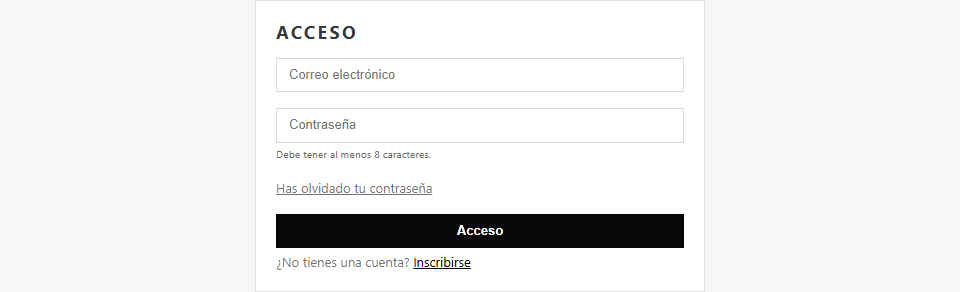 ACCESO
Correo electrónico
Contraseña
Debe tener al menos 8 caracteres.
Has olvidado tu contraseña
Acceso
¿No tienes una cuenta? Inscribirse